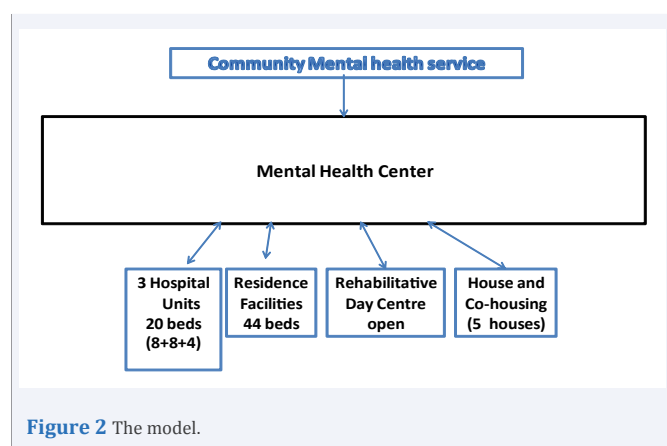 Community Mental health service
Mental Health Center
3 Hospital
Units
20 beds
(8+8+4)
Residence
Facilities
44 beds
Rehabilitative
Day Centre
open
House and
Co-housing
(5 houses)
Figure 2 The model.